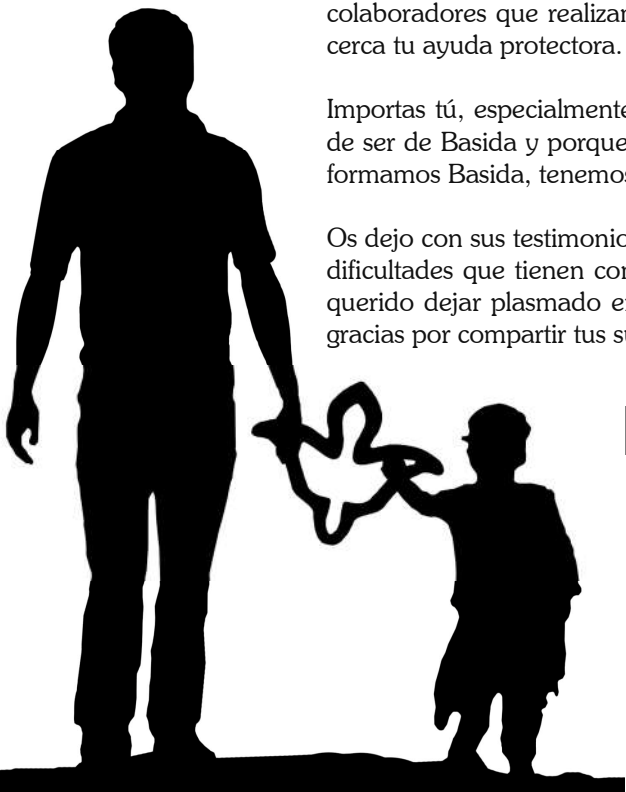 colaboradores que realizan
cerca tu ayuda protectora.
Importas tú, especialmente
de ser de Basida y porque
formamos Basida, tenemos
Os dejo con sus testimonio
dificultades que tienen con
querido dejar plasmado en
gracias por compartir tus su